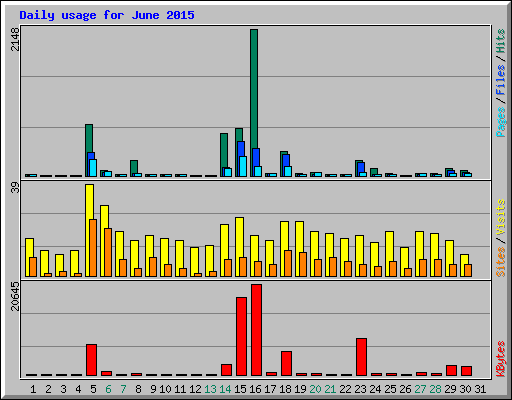 Daily usage for June 2015
2148
Pages / Files / Hits
39
Sites / Visits
20645
KBytes
1 2 3 4 5 6 7 8 9 10 11 12 13 14 15 16 17 18 19 20 21 22 23 24 25 26 27 28 29 30 31